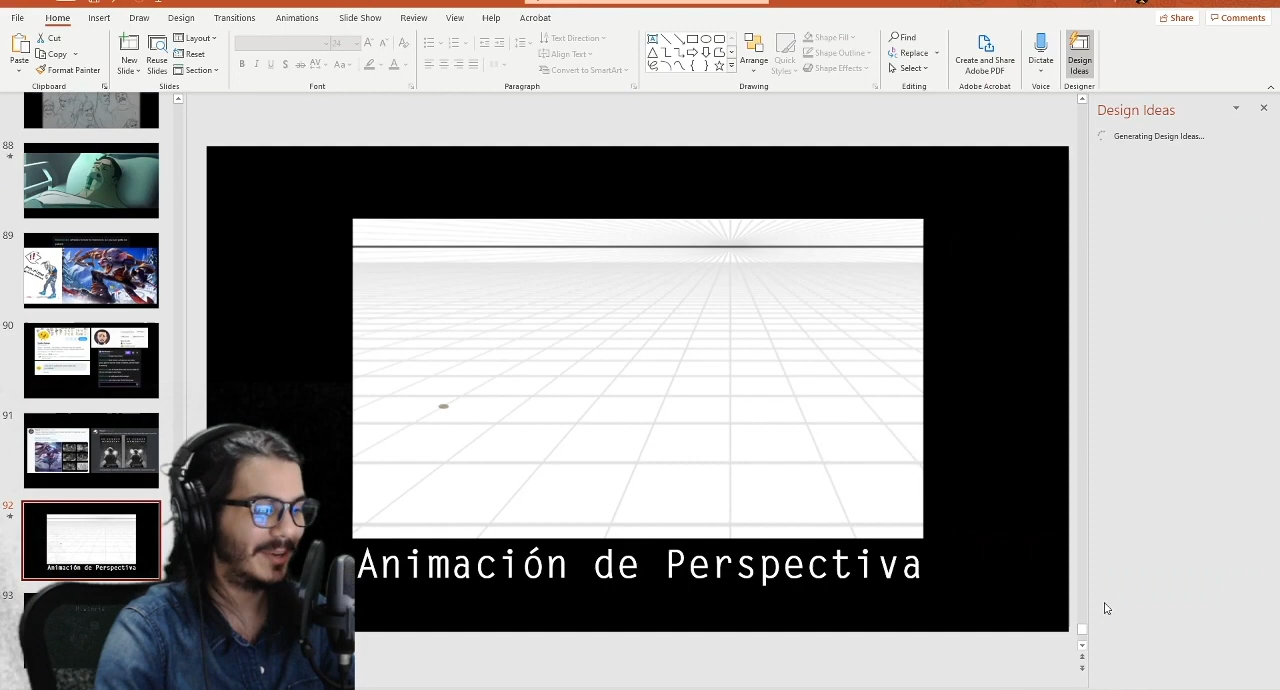 File Home Insert Draw Design Transitions Animations Slide Show Review View Help Acrobat Share Comments
Paste Cut Copy Format Painter Clipboard
New Slides Reuse Slides Layout Reset Section Slides
24 Aa Font
Text Direction Align Text Convert to SmartArt Paragraph
Arrange Quick Styles Shape Fill Shape Outline Shape Effects Drawing
Find Replace Select Editing
Create and Share Adobe PDF Adobe Acrobat
Dictate Voice
Design Ideas Designer
Design Ideas
Generating Design Ideas...
88
89
90
91
92
Animación de Perspectiva
93
Animación de Perspectiva